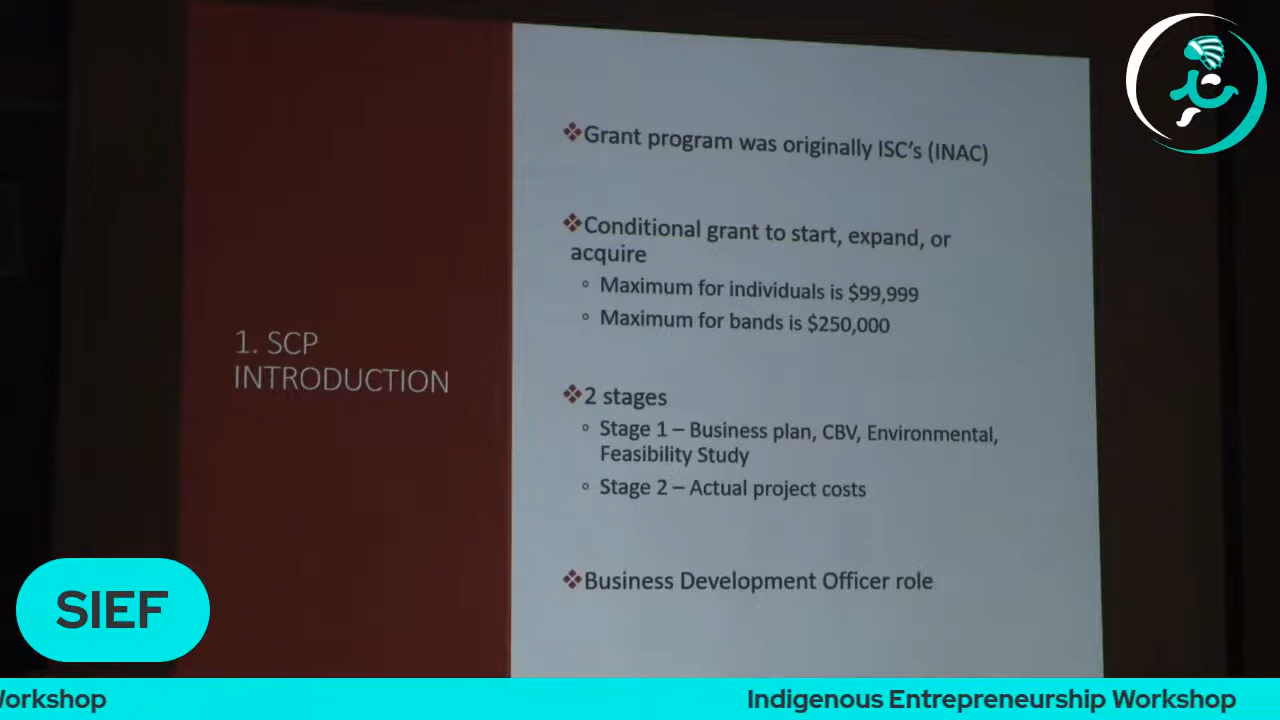 1. SCP
INTRODUCTION
❖Grant program was originally ISC's (INAC)
❖Conditional grant to start, expand, or
acquire
◦ Maximum for individuals is $99,999
◦ Maximum for bands is $250,000
❖2 stages
◦ Stage 1 – Business plan, CBV, Environmental,
Feasibility Study
◦ Stage 2 – Actual project costs
❖Business Development Officer role
SIEF
Workshop
Indigenous Entrepreneurship Workshop